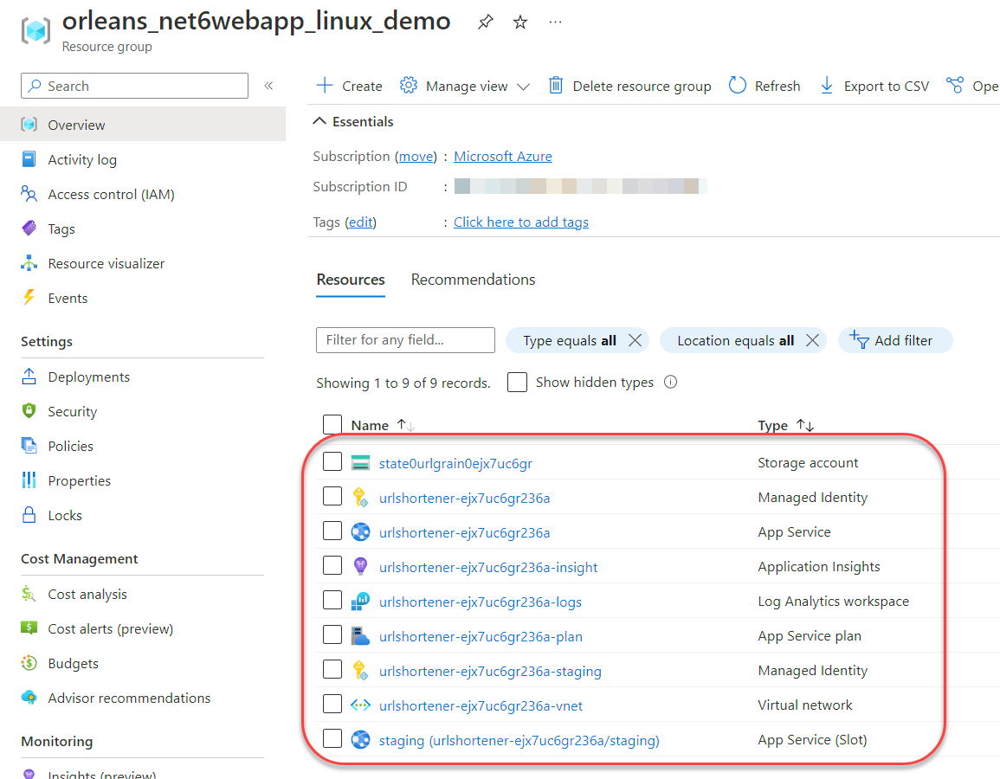 orleans_net6webapp_linux_demo
Resource group
Search
Overview
Activity log
Access control (IAM)
Tags
Resource visualizer
Events
Settings
Deployments
Security
Policies
Properties
Locks
Cost Management
Cost analysis
Cost alerts (preview)
Budgets
Advisor recommendations
Monitoring
Insights (preview)
Create Manage view Delete resource group Refresh Export to CSV Ope
Essentials
Subscription (move) : Microsoft Azure
Subscription ID :
Tags (edit) : Click here to add tags
Resources Recommendations
Filter for any field... Type equals all Location equals all Add filter
Showing 1 to 9 of 9 records. Show hidden types
Name Type
state0urlgrain0ejx7uc6gr Storage account
urlshortener-ejx7uc6gr236a Managed Identity
urlshortener-ejx7uc6gr236a App Service
urlshortener-ejx7uc6gr236a-insight Application Insights
urlshortener-ejx7uc6gr236a-logs Log Analytics workspace
urlshortener-ejx7uc6gr236a-plan App Service plan
urlshortener-ejx7uc6gr236a-staging Managed Identity
urlshortener-ejx7uc6gr236a-vnet Virtual network
staging (urlshortener-ejx7uc6gr236a/staging) App Service (Slot)